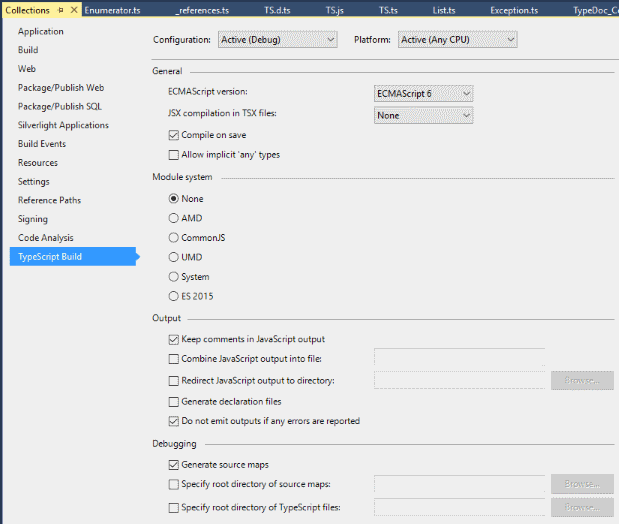 Collections Enumerator.ts _references.ts TS.d.ts TS.js TS.ts List.ts Exception.ts
Application
Build
Web
Package/Publish Web
Package/Publish SQL
Silverlight Applications
Build Events
Resources
Settings
Reference Paths
Signing
Code Analysis
TypeScript Build
Configuration: Active (Debug) Platform: Active (Any CPU)
General
ECMAScript version: ECMAScript 6
JSX compilation in TSX files: None
Compile on save
Allow implicit 'any' types
Module system
None
AMD
CommonJS
UMD
System
ES 2015
Output
Keep comments in JavaScript output
Combine JavaScript output into file:
Redirect JavaScript output to directory: Browse...
Generate declaration files
Do not emit outputs if any errors are reported
Debugging
Generate source maps
Specify root directory of source maps: Browse...
Specify root directory of TypeScript files: Browse...